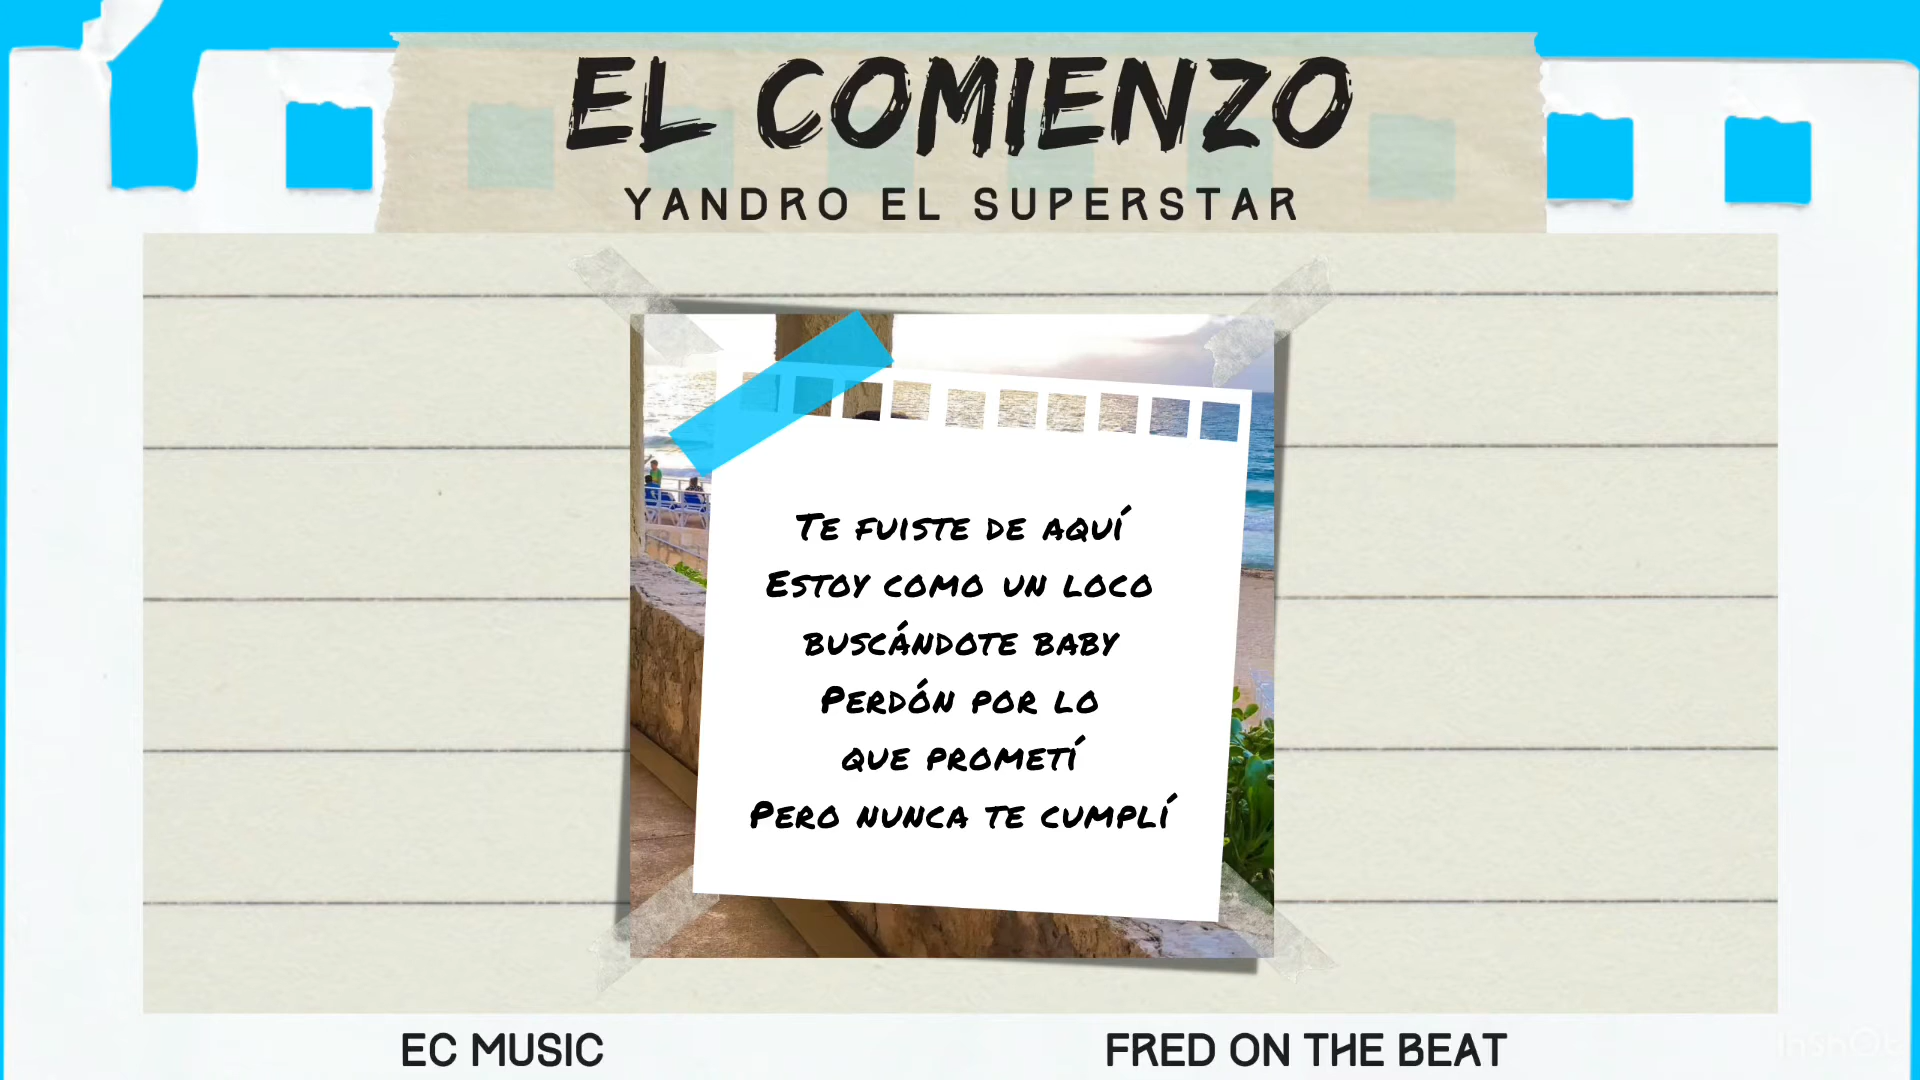 EL COMIENZO
YANDRO EL SUPERSTAR
TE FUISTE DE AQUÍ
ESTOY COMO UN LOCO
BUSCÁNDOTE BABY
PERDÓN POR LO
QUE PROMETÍ
PERO NUNCA TE CUMPLÍ
EC MUSIC
FRED ON THE BEAT
InShOt